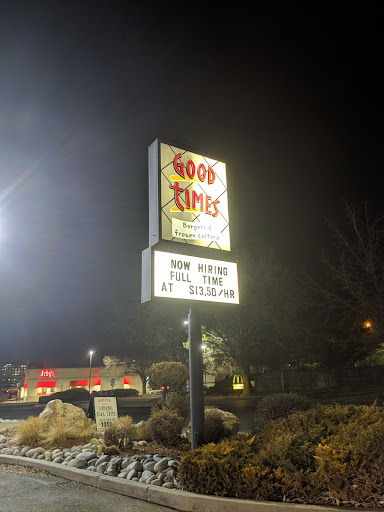 GOOD
TIMES
Burgers &
frozen Custard
NOW HIRING
FULL TIME
AT $13.50/HR
Arby's